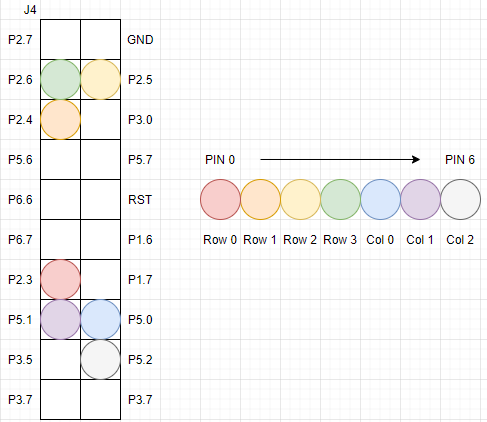 J4
P2.7 GND
P2.6 P2.5
P2.4 P3.0
P5.6 P5.7
PIN 0 PIN 6
P6.6 RST
P6.7 P1.6
Row 0 Row 1 Row 2 Row 3 Col 0 Col 1 Col 2
P2.3 P1.7
P5.1 P5.0
P3.5 P5.2
P3.7 P3.7